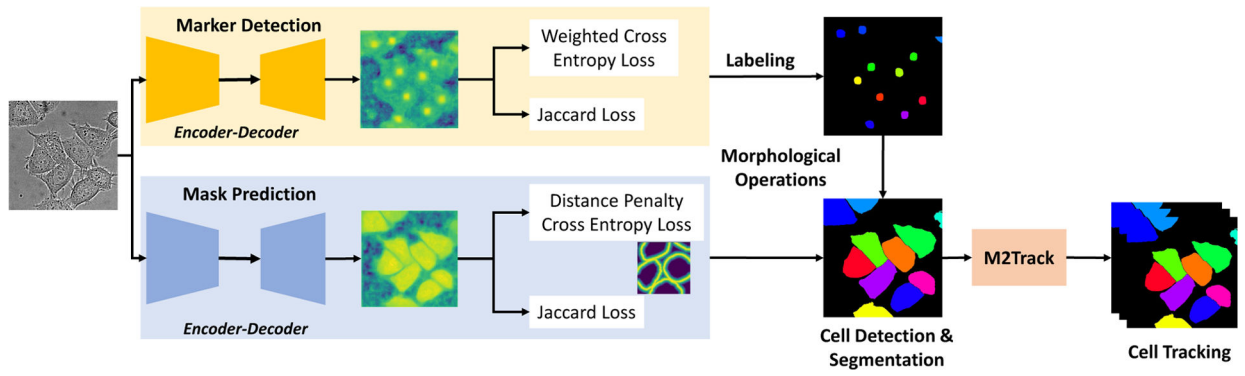 Marker Detection
Encoder-Decoder
Weighted Cross
Entropy Loss
Jaccard Loss
Labeling
Mask Prediction
Encoder-Decoder
Distance Penalty
Cross Entropy Loss
Jaccard Loss
Morphological
Operations
Cell Detection &
Segmentation
M2Track
Cell Tracking